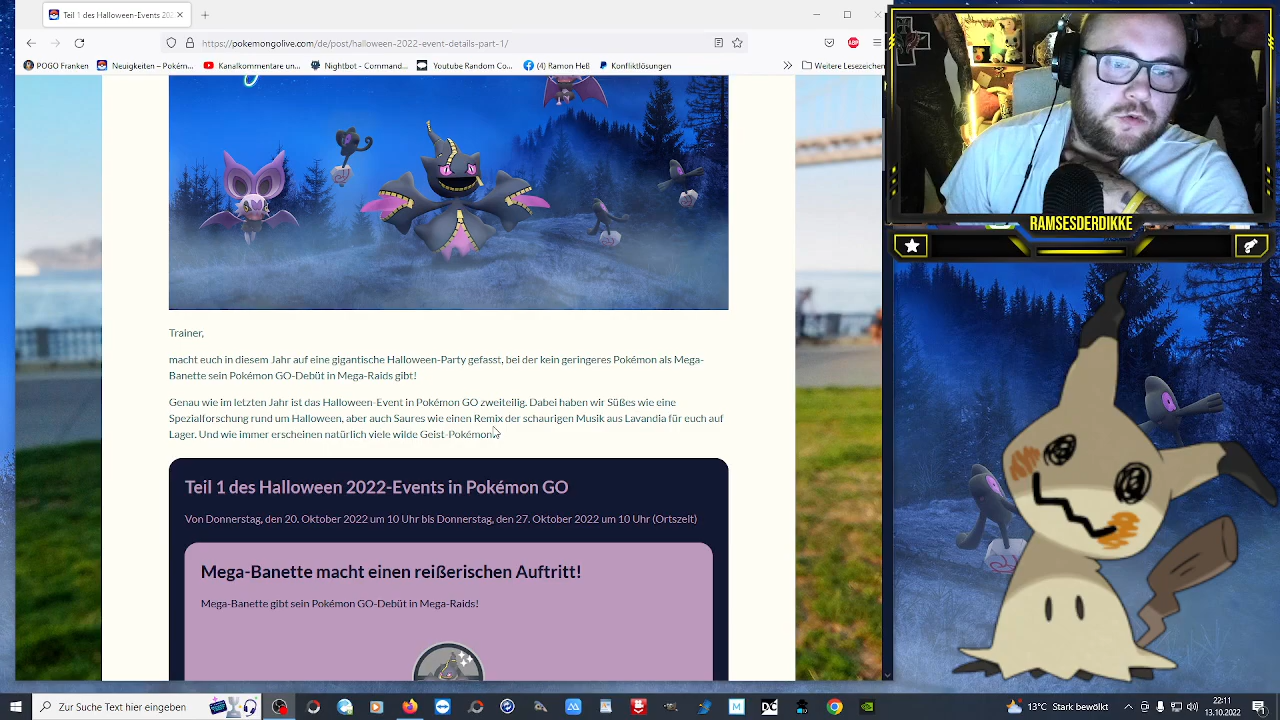 Teil 1 des Halloween-Events 202
pokemon
m/de/post/halloween-2022-event-details-part-1/
POGO Franken
Neuigkeiten – Pokém…
Kanalkommun…
Nightbot - Comman…
Youtube Random Co…
(4) Simon Heß
Konfliktlösungen
Weitere Lesezeichen
ABP
RAMSESDERDIKKE
Trainer,
macht euch in diesem Jahr auf eine gigantische Halloween-Party gefasst, bei der kein geringeres Pokémon als Mega-
Banette sein Pokémon GO-Debüt in Mega-Raids gibt!
Genau wie im letzten Jahr ist das Halloween-Event in Pokémon GO zweiteilig. Dabei haben wir Süßes wie eine
Spezialforschung rund um Halloween, aber auch Saures wie einen Remix der schaurigen Musik aus Lavandia für euch auf
Lager. Und wie immer erscheinen natürlich viele wilde Geist-Pokémon.
Teil 1 des Halloween 2022-Events in Pokémon GO
Von Donnerstag, den 20. Oktober 2022 um 10 Uhr bis Donnerstag, den 27. Oktober 2022 um 10 Uhr (Ortszeit)
Mega-Banette macht einen reißerischen Auftritt!
Mega-Banette gibt sein Pokémon GO-Debüt in Mega-Raids!
Zur Suche Text hier eingeben
M
DC
13°C Stark bewölkt
22:11
13.10.2022